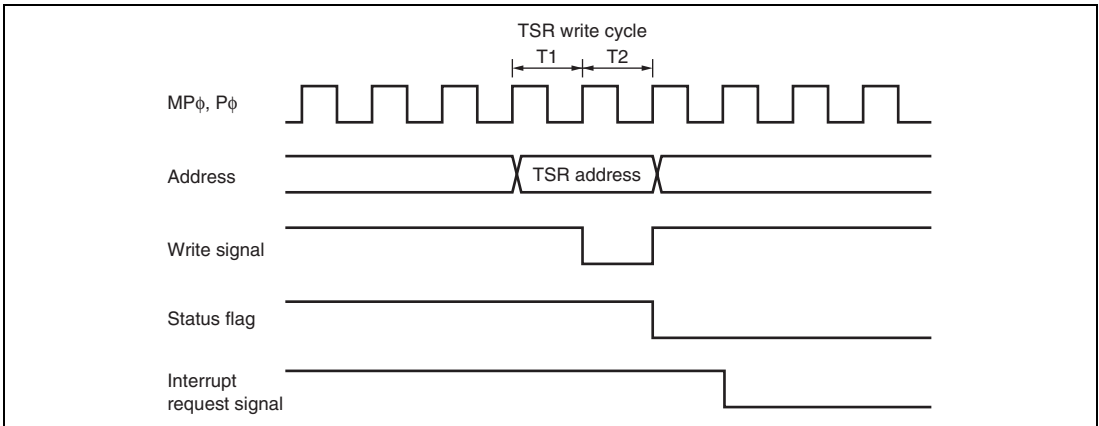 TSR write cycle
T1 T2
MPϕ, Pϕ
Address
TSR address
Write signal
Status flag
Interrupt
request signal